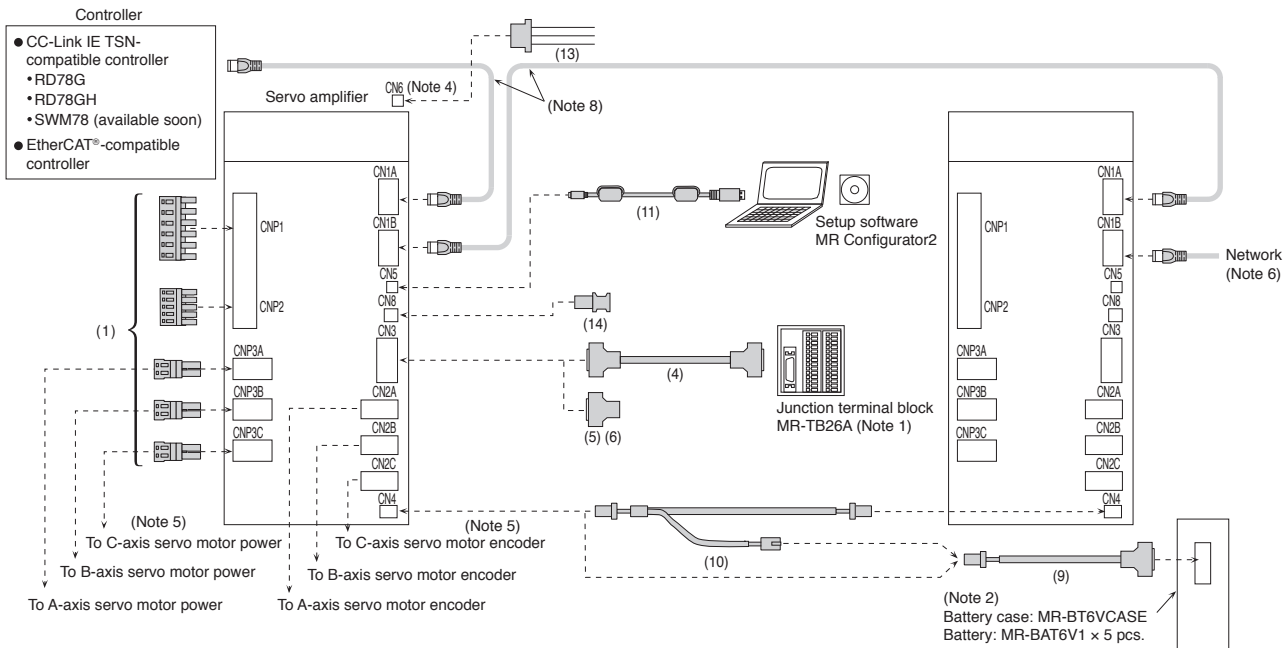 Controller
● CC-Link IE TSN-
compatible controller
•RD78G
•RD78GH
•SWM78 (available soon)
● EtherCAT®-compatible
controller
Servo amplifier
CN6 (Note 4)
(13)
(Note 8)
CN1A
CN1B
CN5
CN8
CN3
CN2A
CN2B
CN2C
CN4
CNP1
CNP2
CNP3A
CNP3B
CNP3C
(1)
(11)
Setup software
MR Configurator2
(14)
(4)
(5) (6)
Junction terminal block
MR-TB26A (Note 1)
CN1A
CN1B
CN5
CN8
CN3
CN2A
CN2B
CN2C
CN4
CNP1
CNP2
CNP3A
CNP3B
CNP3C
Network
(Note 6)
(Note 5)
To C-axis servo motor power
To B-axis servo motor power
To A-axis servo motor power
(Note 5)
To C-axis servo motor encoder
To B-axis servo motor encoder
To A-axis servo motor encoder
(10)
(9)
(Note 2)
Battery case: MR-BT6VCASE
Battery: MR-BAT6V1 × 5 pcs.